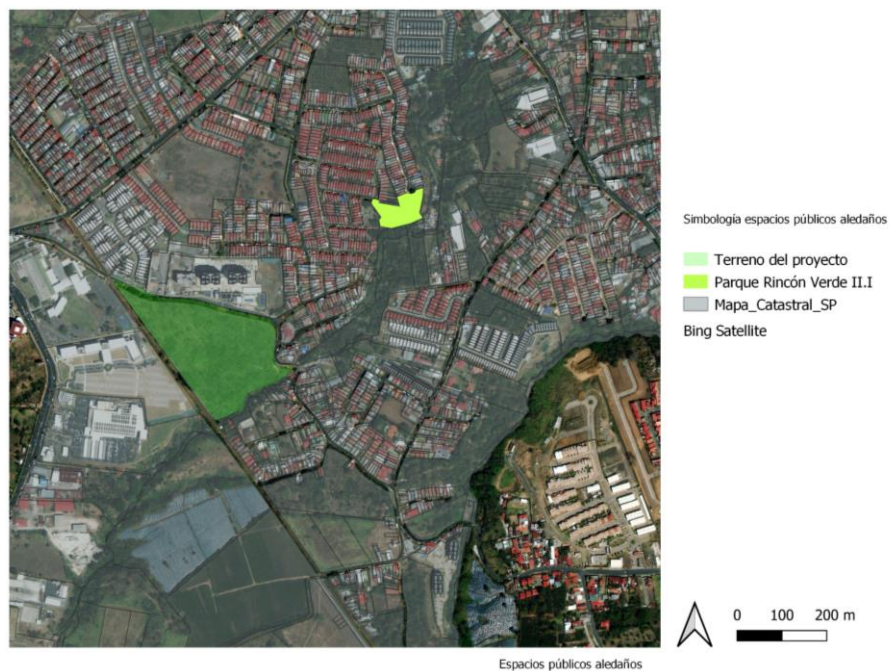 Simbología espacios públicos aledaños
Terreno del proyecto
Parque Rincón Verde II.I
Mapa_Catastral_SP
Bing Satellite
0 100 200 m
Espacios públicos aledaños